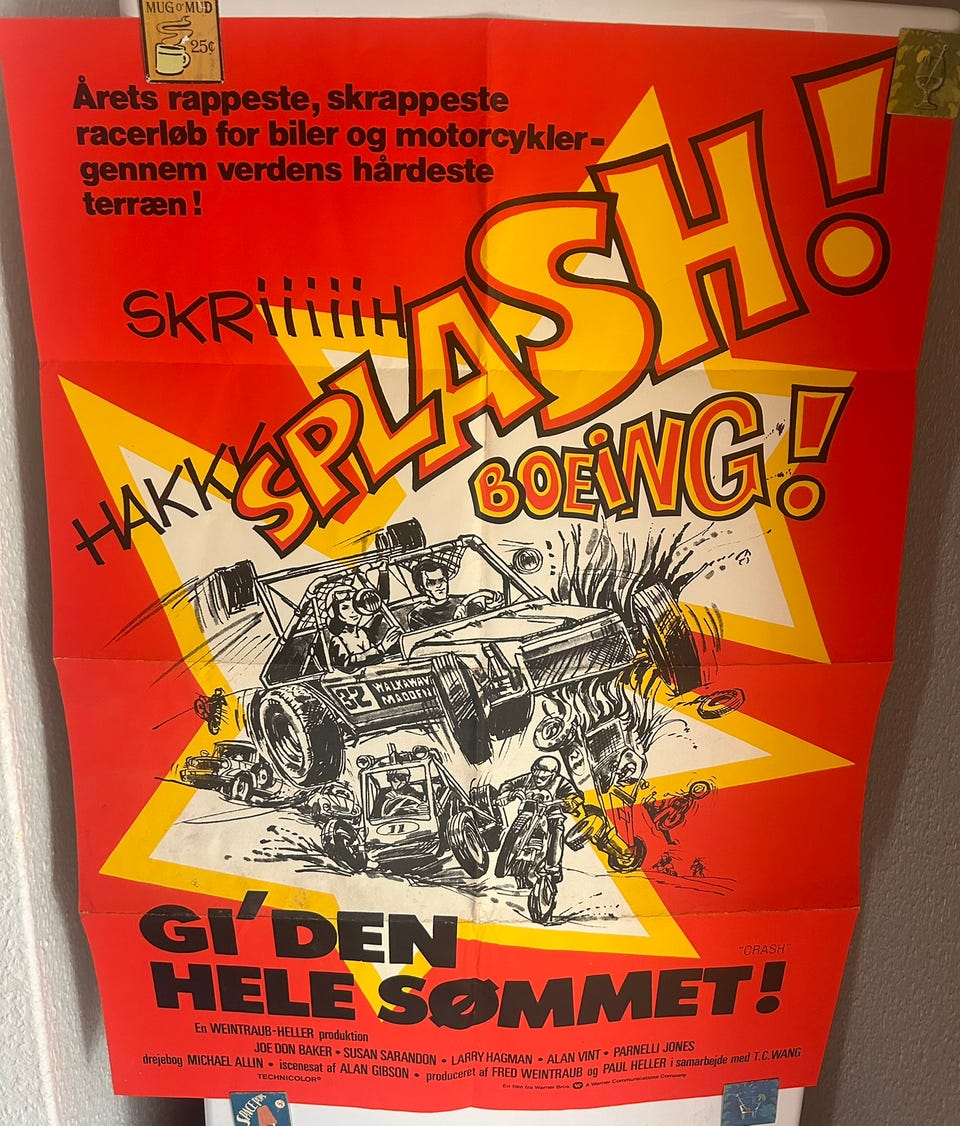 MUG O' MUD
25¢
Årets rappeste, skrappeste
racerløb for biler og motorcykler-
gennem verdens hårdeste
terræn!
SKRiiiiiH
SPLASH!
HAKK
BOEiNG!
32
WALKAWAY
MADDEN
11
GI' DEN
HELE SØMMET!
"CRASH"
En WEINTRAUB-HELLER produktion
JOE DON BAKER • SUSAN SARANDON • LARRY HAGMAN • ALAN VINT • PARNELLI JONES
drejebog MICHAEL ALLIN • iscenesat af ALAN GIBSON • produceret af FRED WEINTRAUB og PAUL HELLER i samarbejde med T.C. WANG
TECHNICOLOR®
En film fra Warner Bros. A Warner Communications Company